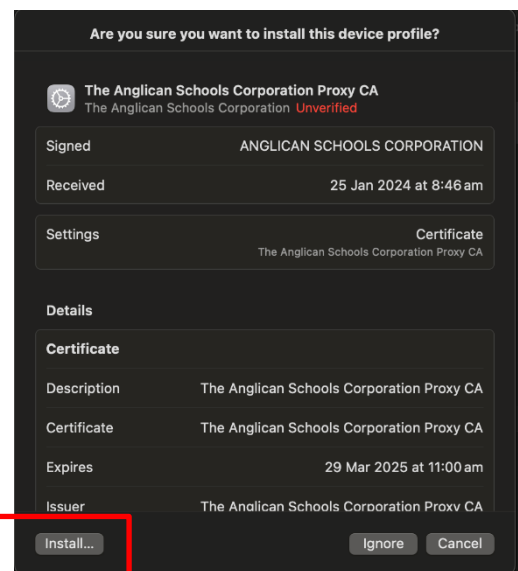 Are you sure you want to install this device profile?
The Anglican Schools Corporation Proxy CA
The Anglican Schools Corporation Unverified
Signed ANGLICAN SCHOOLS CORPORATION
Received 25 Jan 2024 at 8:46 am
Settings Certificate
The Anglican Schools Corporation Proxy CA
Details
Certificate
Description The Anglican Schools Corporation Proxy CA
Certificate The Anglican Schools Corporation Proxy CA
Expires 29 Mar 2025 at 11:00 am
Issuer The Anglican Schools Corporation Proxy CA
Install... Ignore Cancel